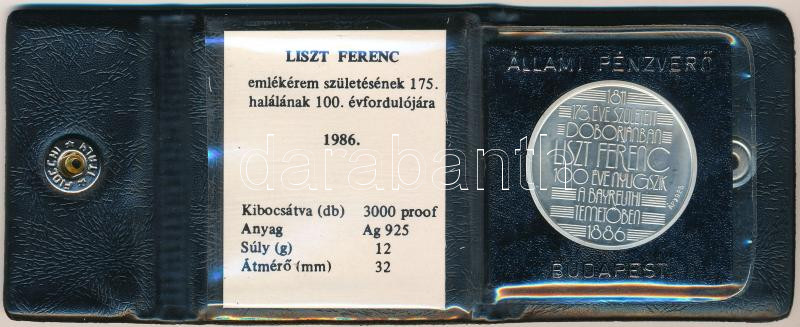 LISZT FERENC
emlékérem születésének 175.
halálának 100. évfordulójára
1986.
Kibocsátva (db) 3000 proof
Anyag Ag 925
Súly (g) 12
Átmérő (mm) 32
ÁLLAMI PÉNZVERŐ
1811
175 ÉVE SZÜLETETT
DOBORJÁNBAN
LISZT FERENC
100 ÉVE NYUGSZIK
A BAYREUTHI
TEMETŐBEN
1886
BUDAPEST
FIOCCHI ★ ITALY ★
darabanth